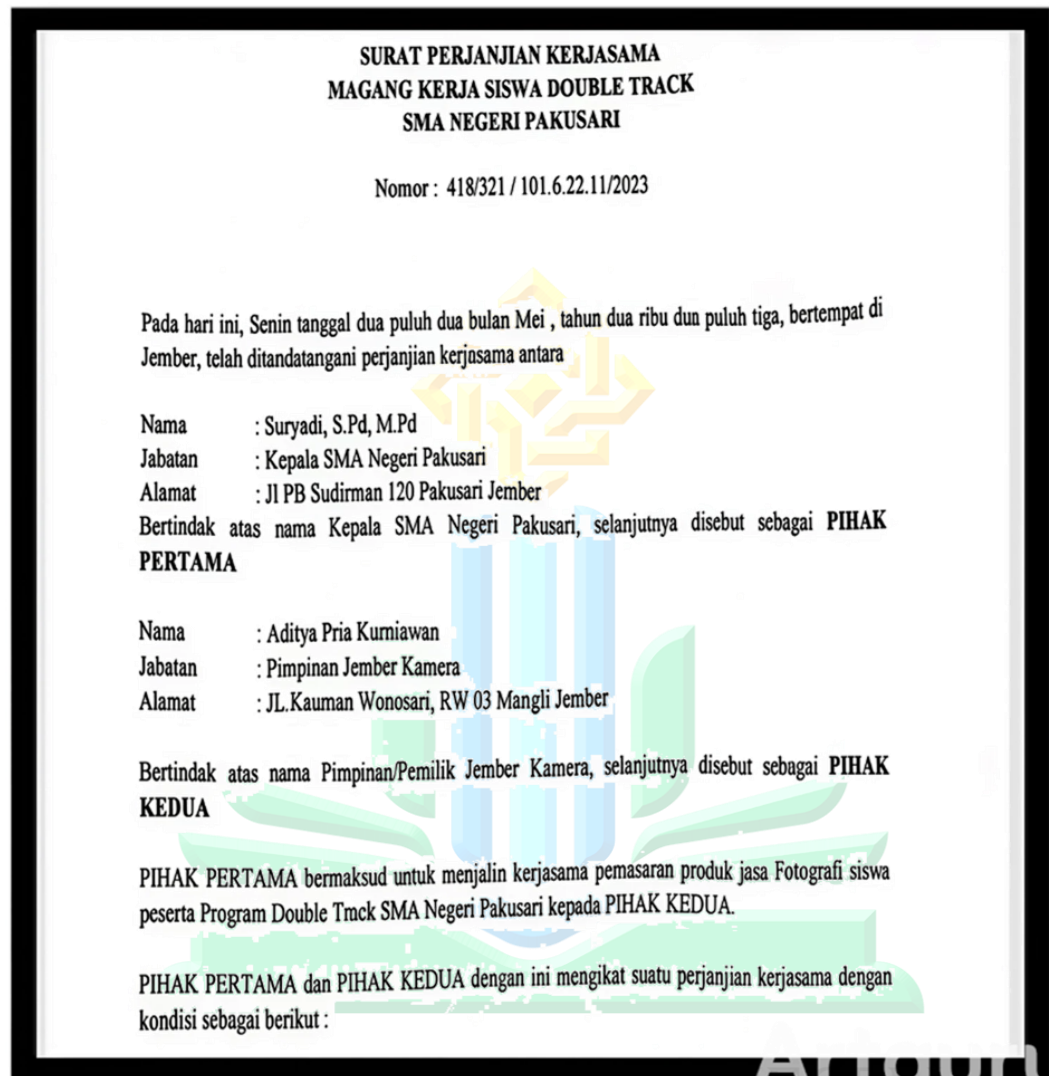 SURAT PERJANJIAN KERJASAMA
MAGANG KERJA SISWA DOUBLE TRACK
SMA NEGERI PAKUSARI
Nomor : 418/321 / 101.6.22.11/2023
Pada hari ini, Senin tanggal dua puluh dua bulan Mei , tahun dua ribu dun puluh tiga, bertempat di
Jember, telah ditandatangani perjanjian kerjasama antara
Nama : Suryadi, S.Pd, M.Pd
Jabatan : Kepala SMA Negeri Pakusari
Alamat : Jl PB Sudirman 120 Pakusari Jember
Bertindak atas nama Kepala SMA Negeri Pakusari, selanjutnya disebut sebagai PIHAK
PERTAMA
Nama : Aditya Pria Kurniawan
Jabatan : Pimpinan Jember Kamera
Alamat : JL.Kauman Wonosari, RW 03 Mangli Jember
Bertindak atas nama Pimpinan/Pemilik Jember Kamera, selanjutnya disebut sebagai PIHAK
KEDUA
PIHAK PERTAMA bermaksud untuk menjalin kerjasama pemasaran produk jasa Fotografi siswa
peserta Program Double Tmck SMA Negeri Pakusari kepada PIHAK KEDUA.
PIHAK PERTAMA dan PIHAK KEDUA dengan ini mengikat suatu perjanjian kerjasama dengan
kondisi sebagai berikut :